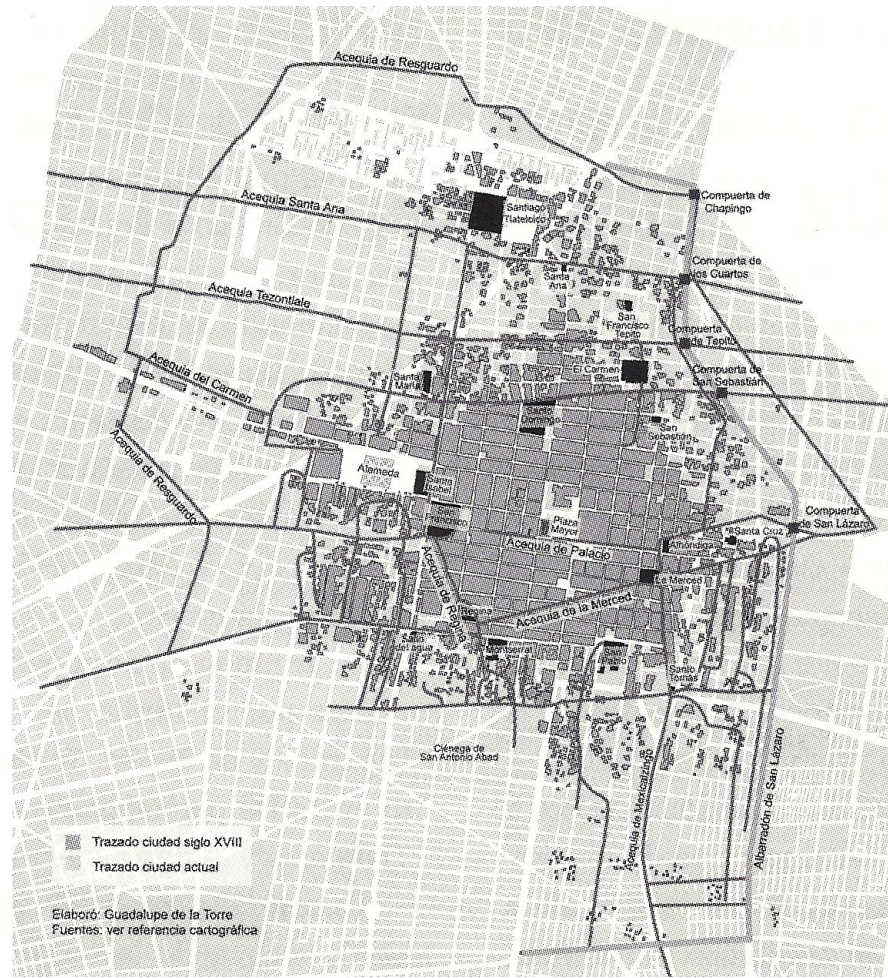 Acequia de Resguardo
Compuerta de
Chapingo
Acequia Santa Ana
Santiago
Tlatelolco
Compuerta de
los Cuartos
Santa
Ana
Acequia Tezontlale
San
Francisco
Tepito
Compuerta
de Tepito
Acequia del Carmen
Santa
María
El Carmen
Compuerta de
San Sebastián
Santo
Domingo
San
Sebastián
Acequia de Resguardo
Alameda
Santa
Isabel
San
Francisco
Plaza
Mayor
Compuerta
de San Lázaro
Santa Cruz
Alhóndiga
Acequia de Palacio
La Merced
Acequia de Regina
Acequia de la Merced
Regina
Salto
del agua
Montserrat
Pablo
Santo
Tomás
Ciénega de
San Antonio Abad
Acequia de Mexicalzingo
Albarradón de San Lázaro
Trazado ciudad siglo XVIII
Trazado ciudad actual
Elaboró: Guadalupe de la Torre
Fuentes: ver referencia cartográfica